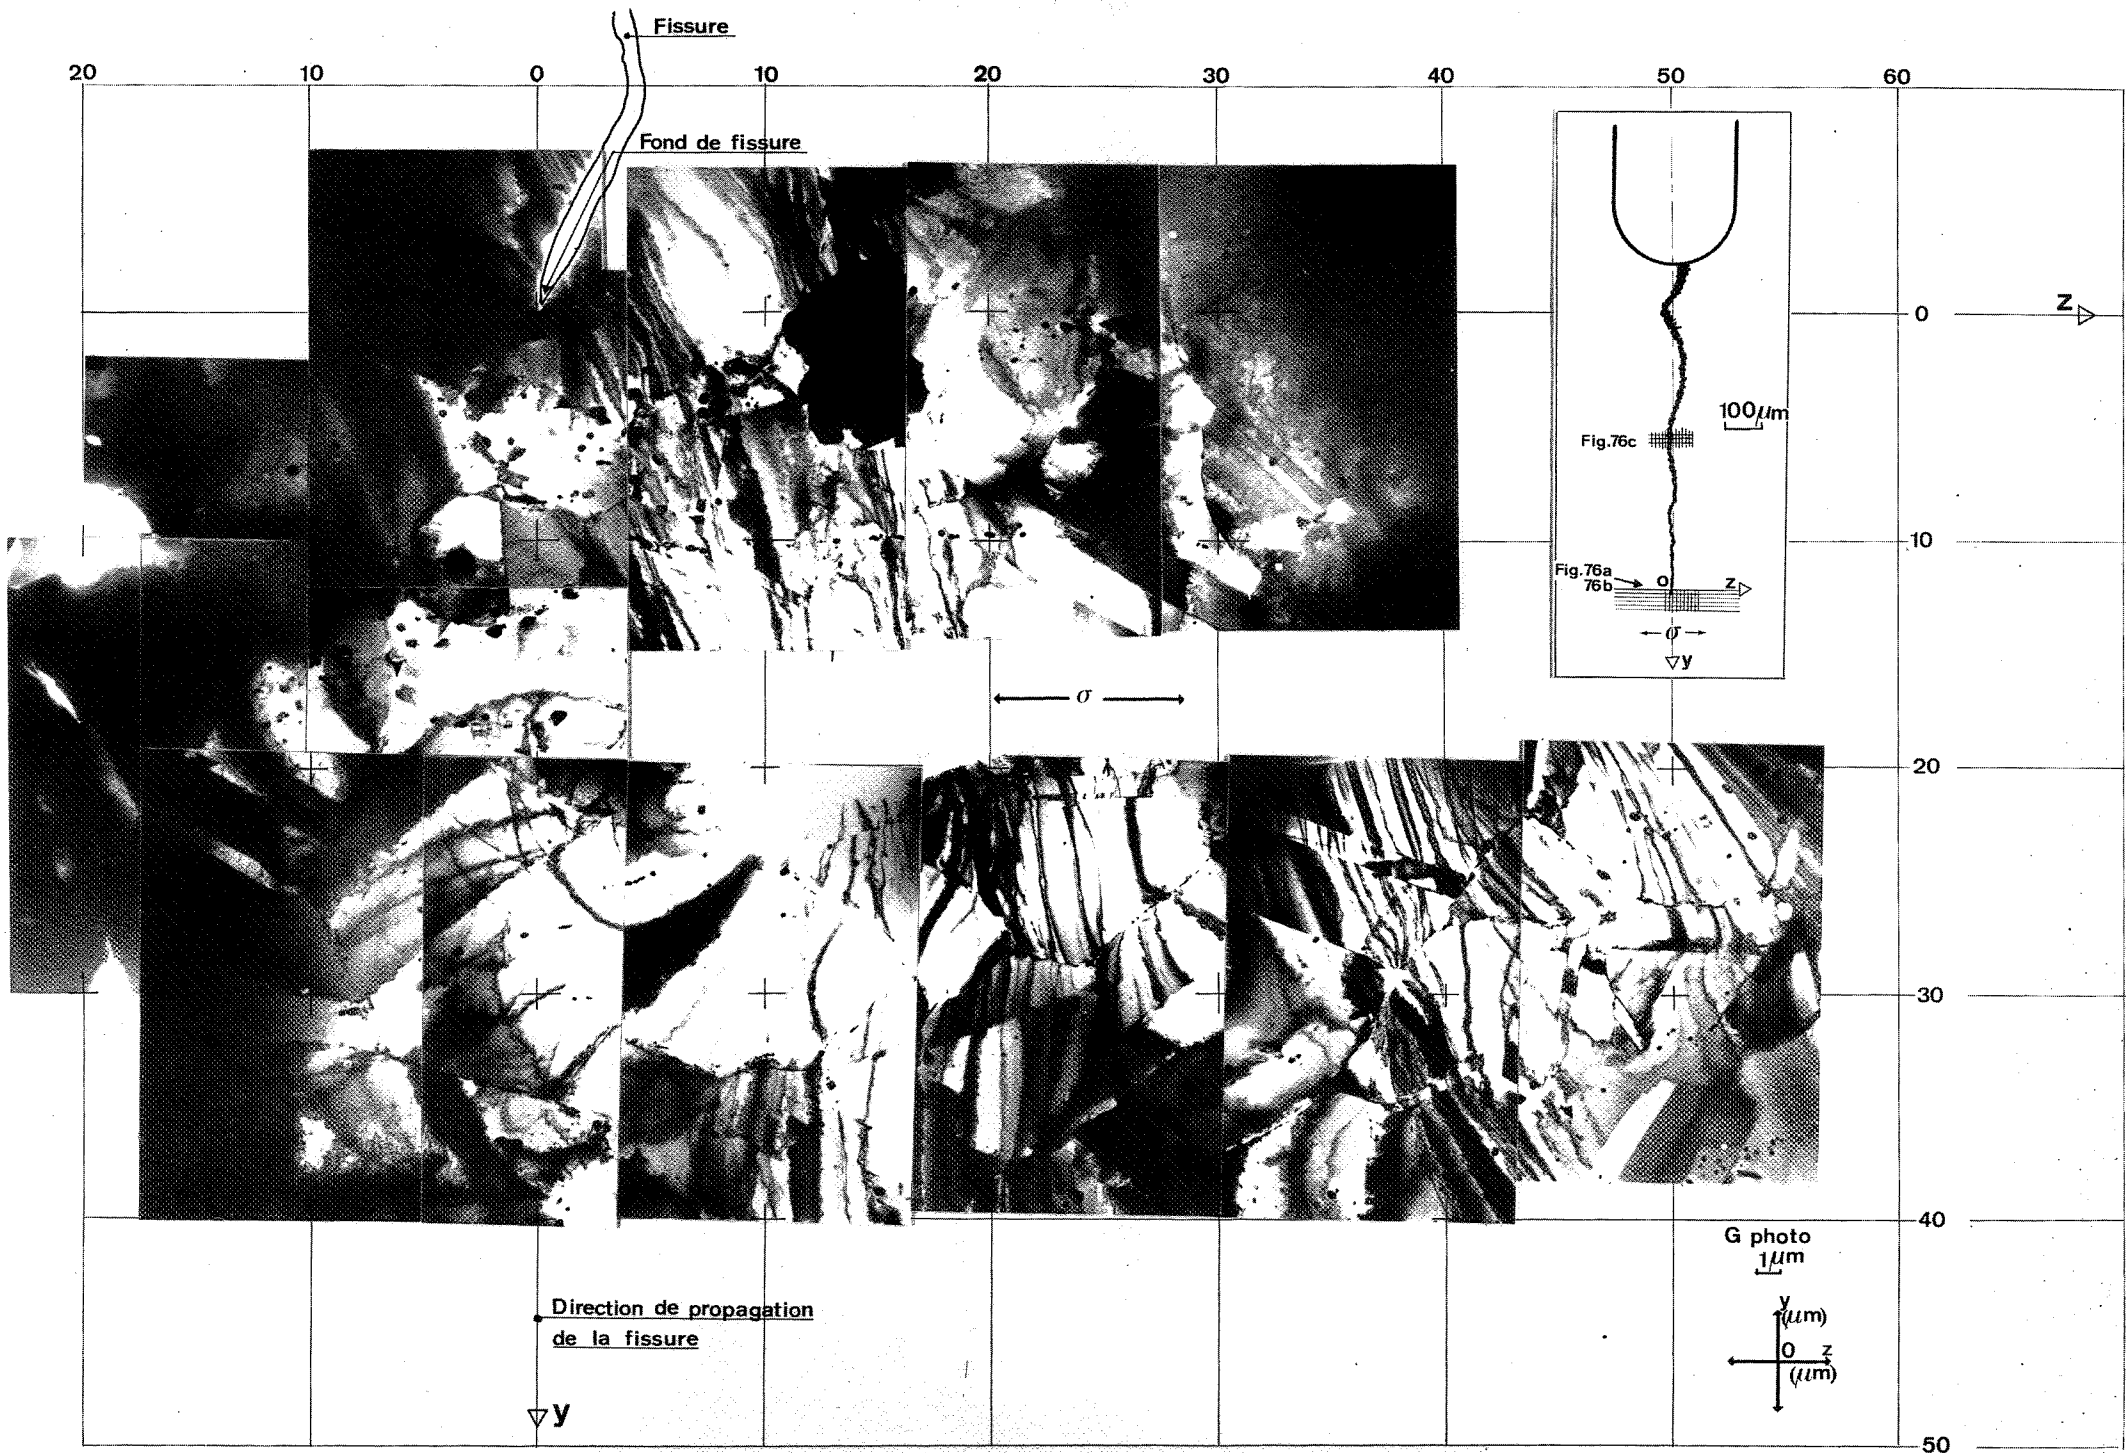 Fissure
20 10 0 10 20 30 40 50 60
Fond de fissure
Z
0
100μm
Fig.76c
10
Fig.76a
76b
O Z
σ
y
σ
20
30
40
G photo
1μm
y
(μm)
O z
(μm)
Direction de propagation
de la fissure
y
50